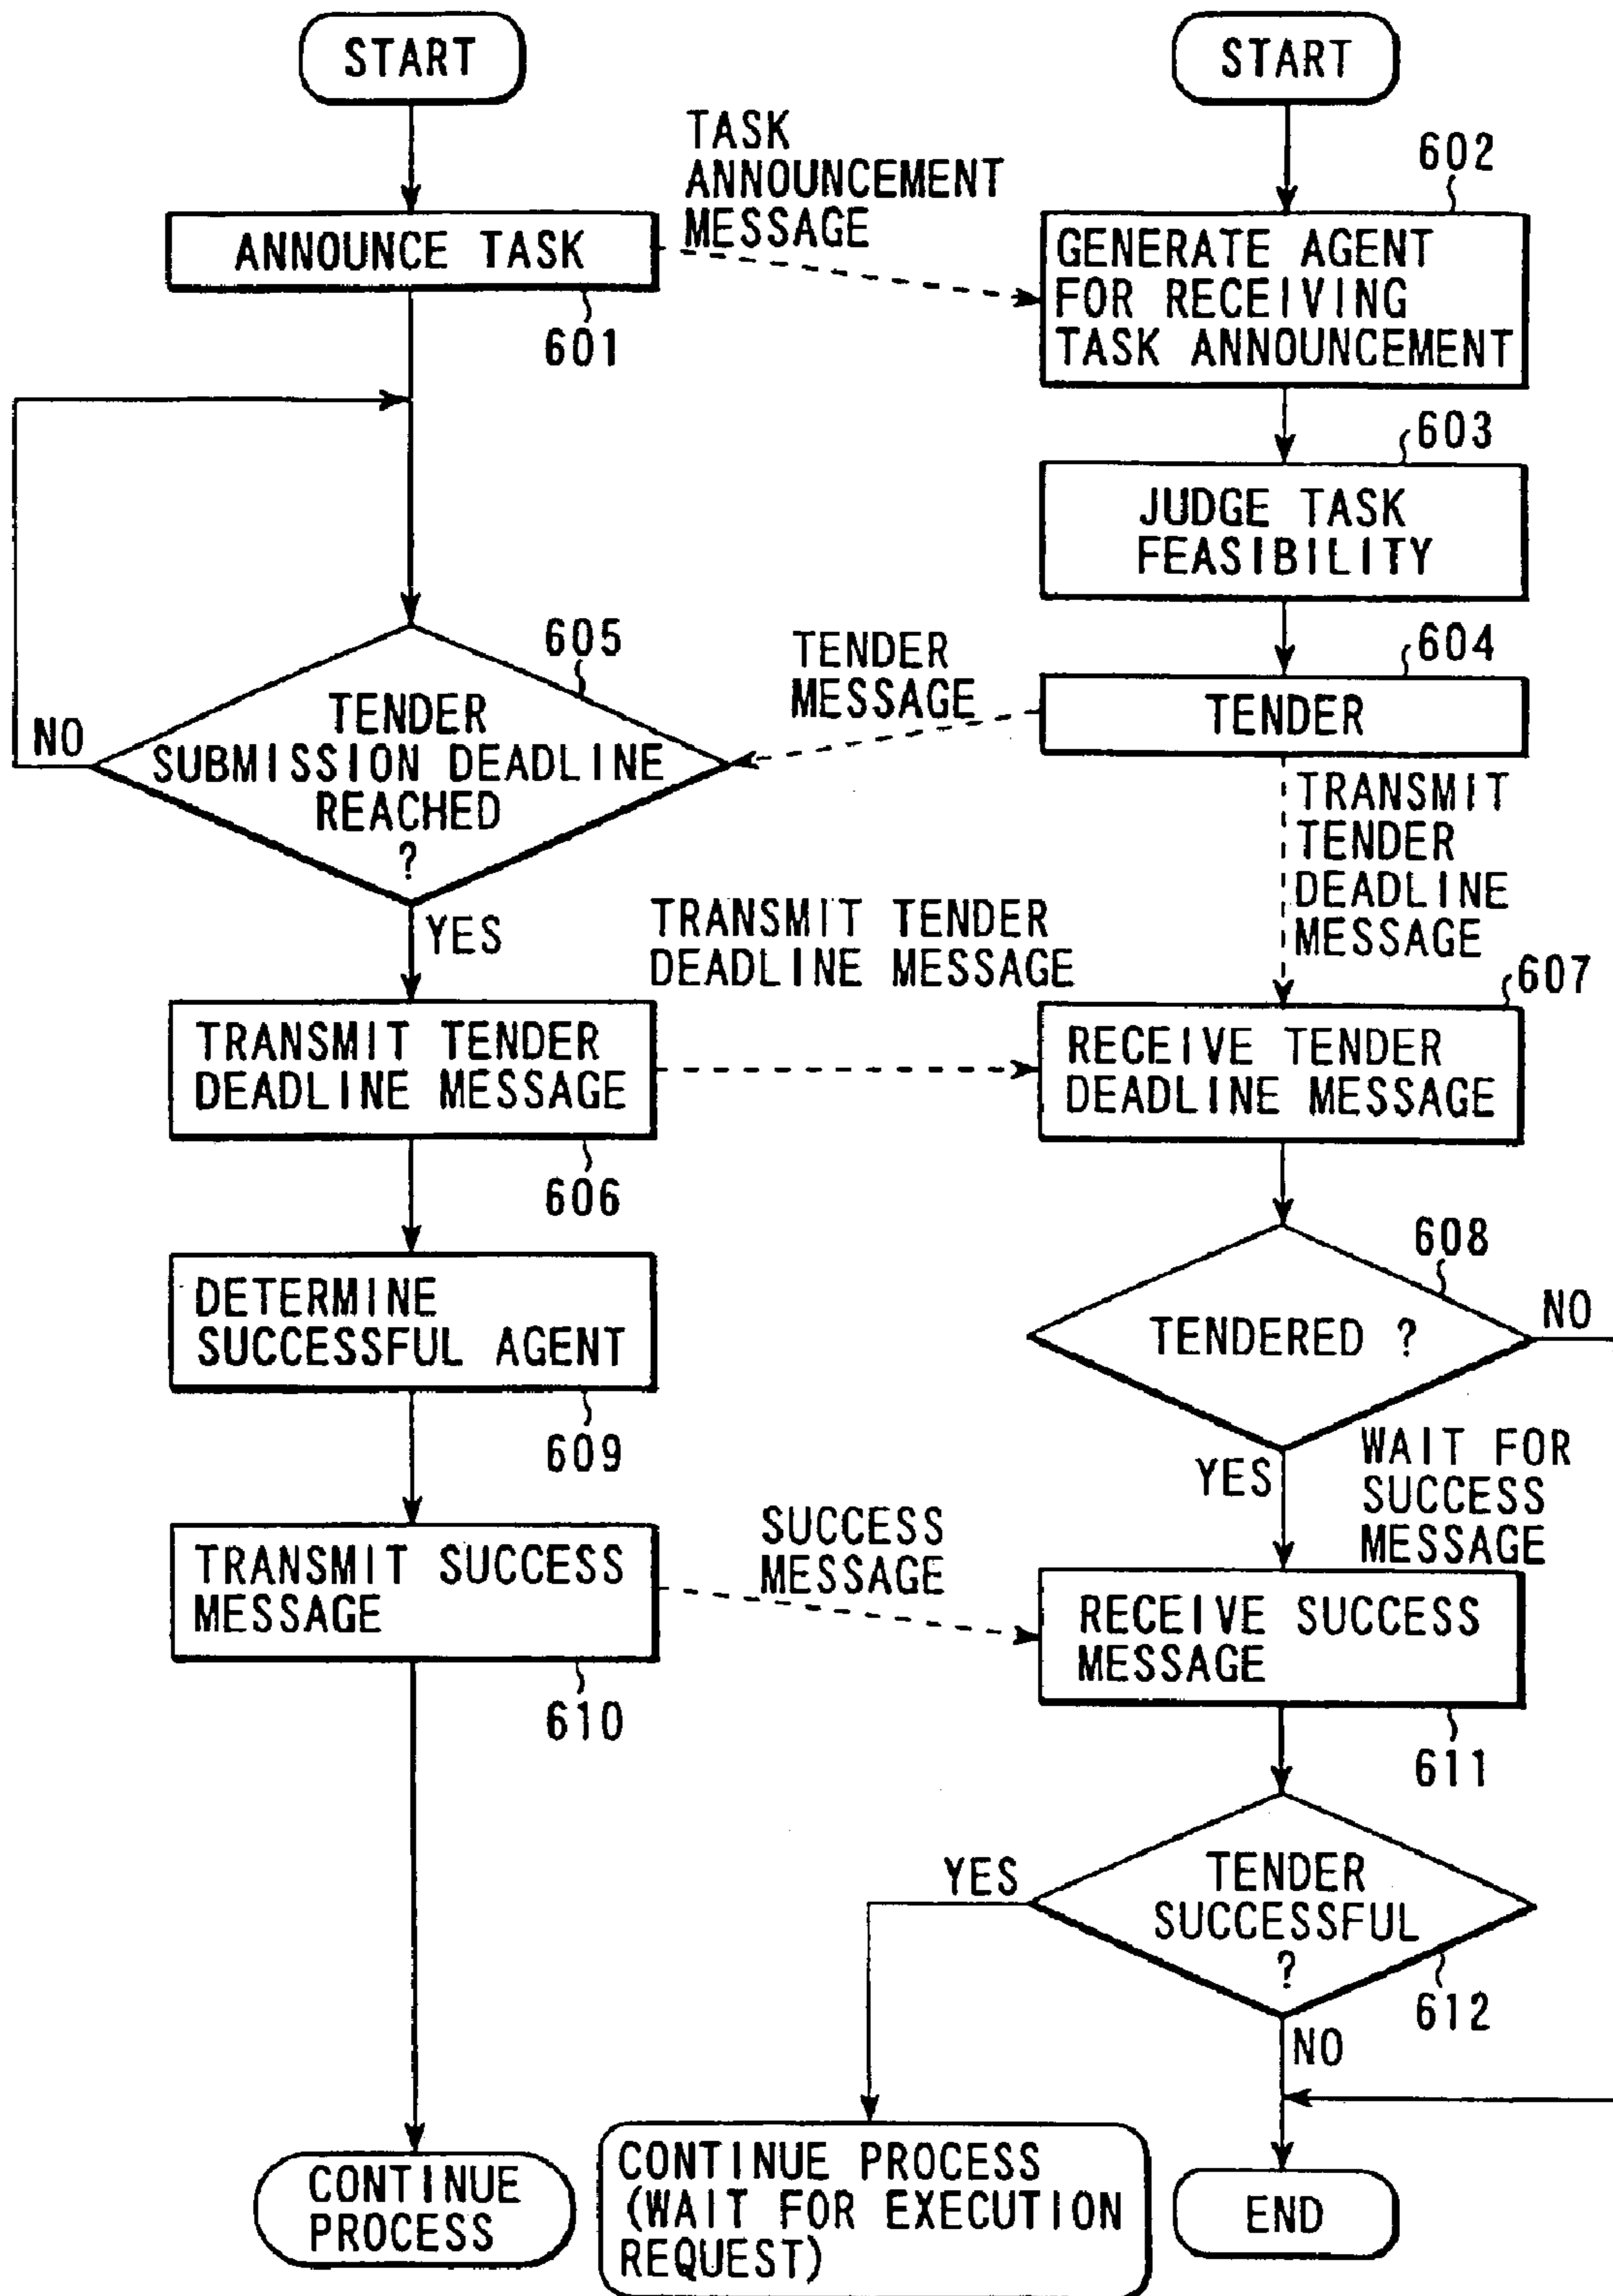 START
START
TASK
ANNOUNCEMENT
MESSAGE
602
ANNOUNCE TASK
601
GENERATE AGENT
FOR RECEIVING
TASK ANNOUNCEMENT
603
JUDGE TASK
FEASIBILITY
605
TENDER
SUBMISSION DEADLINE
REACHED
?
NO
YES
TENDER
MESSAGE
604
TENDER
TRANSMIT
TENDER
DEADLINE
MESSAGE
TRANSMIT TENDER
DEADLINE MESSAGE
607
TRANSMIT TENDER
DEADLINE MESSAGE
606
RECEIVE TENDER
DEADLINE MESSAGE
608
TENDERED ?
NO
YES
DETERMINE
SUCCESSFUL AGENT
609
WAIT FOR
SUCCESS
MESSAGE
TRANSMIT SUCCESS
MESSAGE
610
SUCCESS
MESSAGE
RECEIVE SUCCESS
MESSAGE
611
YES
TENDER
SUCCESSFUL
?
612
NO
CONTINUE
PROCESS
CONTINUE PROCESS
(WAIT FOR EXECUTION
REQUEST)
END